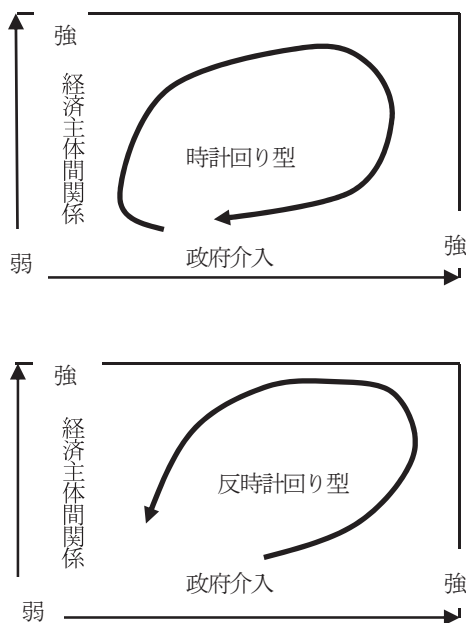 強
経済主体間関係
時計回り型
政府介入
強
弱
強
経済主体間関係
反時計回り型
政府介入
強
弱